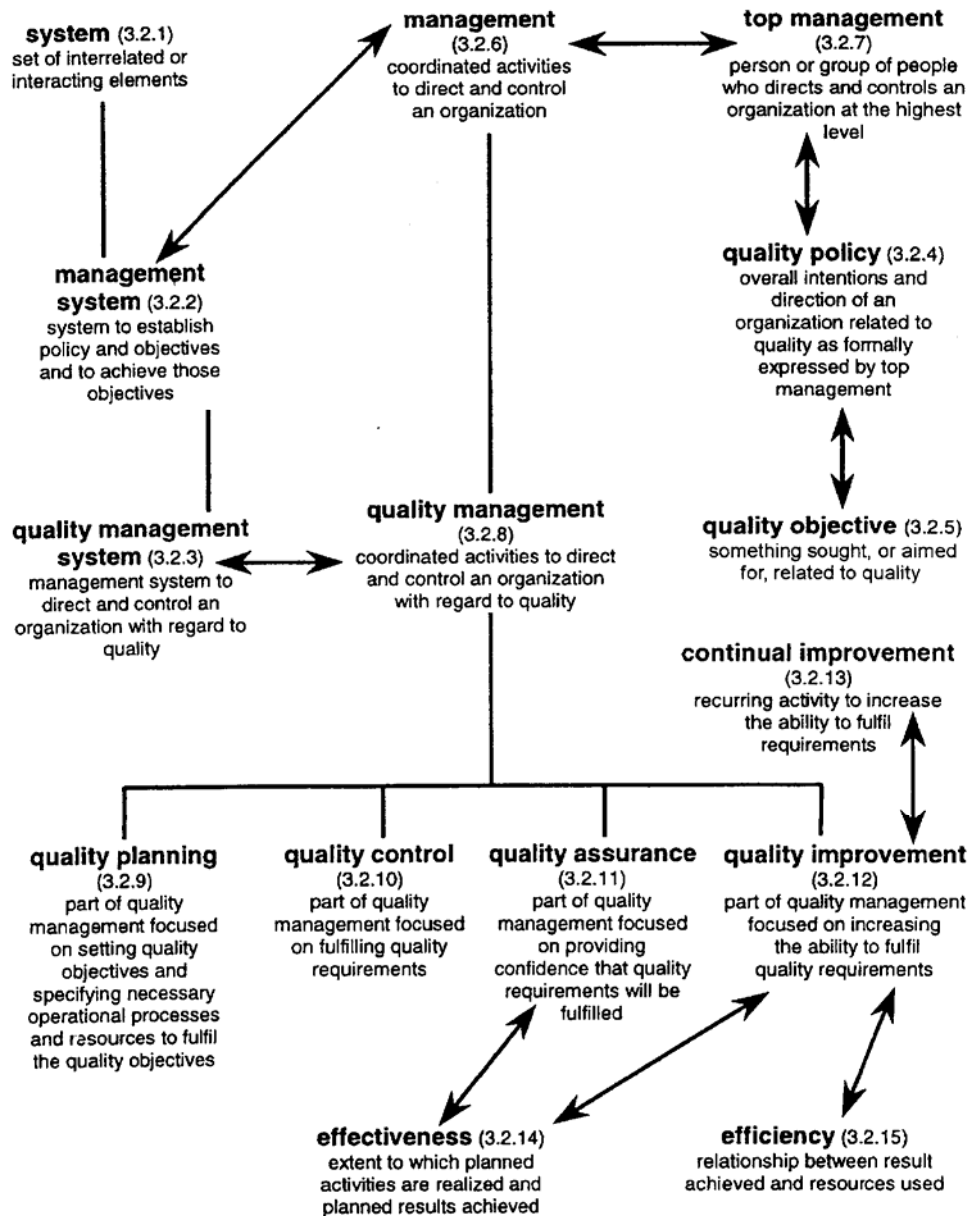 system (3.2.1)
set of interrelated or
interacting elements
management
(3.2.6)
coordinated activities
to direct and control
an organization
top management
(3.2.7)
person or group of people
who directs and controls an
organization at the highest
level
management
system (3.2.2)
system to establish
policy and objectives
and to achieve those
objectives
quality policy (3.2.4)
overall intentions and
direction of an
organization related to
quality as formally
expressed by top
management
quality management
system (3.2.3)
management system to
direct and control an
organization with regard to
quality
quality management
(3.2.8)
coordinated activities to direct
and control an organization
with regard to quality
quality objective (3.2.5)
something sought, or aimed
for, related to quality
continual improvement
(3.2.13)
recurring activity to increase
the ability to fulfil
requirements
quality planning
(3.2.9)
part of quality
management focused
on setting quality
objectives and
specifying necessary
operational processes
and resources to fulfil
the quality objectives
quality control
(3.2.10)
part of quality
management focused
on fulfilling quality
requirements
quality assurance
(3.2.11)
part of quality
management focused
on providing
confidence that quality
requirements will be
fulfilled
quality improvement
(3.2.12)
part of quality management
focused on increasing
the ability to fulfil
quality requirements
effectiveness (3.2.14)
extent to which planned
activities are realized and
planned results achieved
efficiency (3.2.15)
relationship between result
achieved and resources used